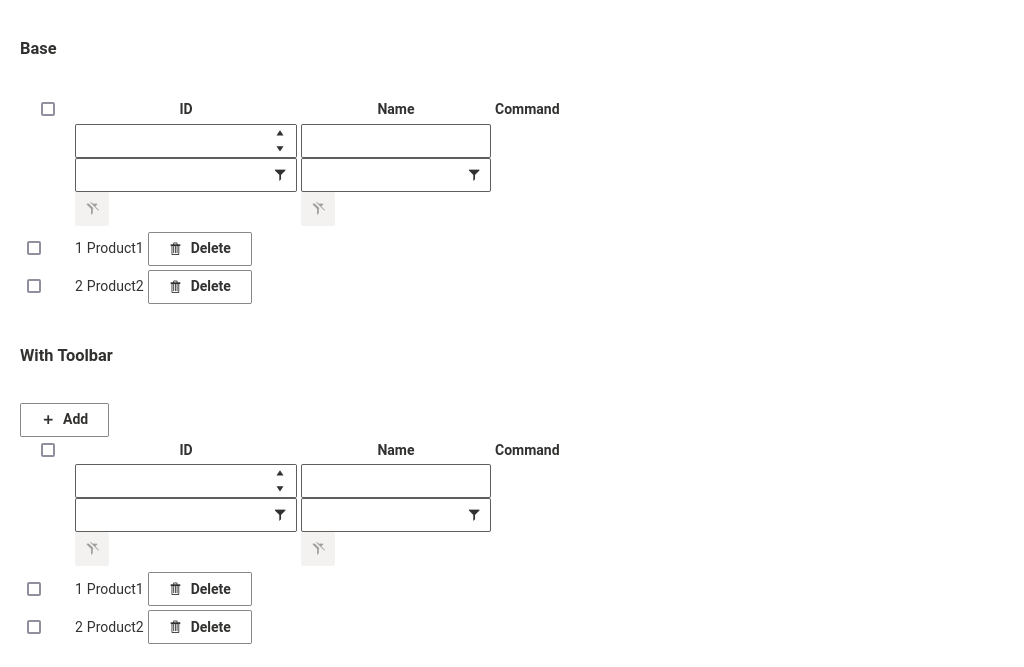 Base
ID Name Command
1 Product1 Delete
2 Product2 Delete
With Toolbar
Add
ID Name Command
1 Product1 Delete
2 Product2 Delete